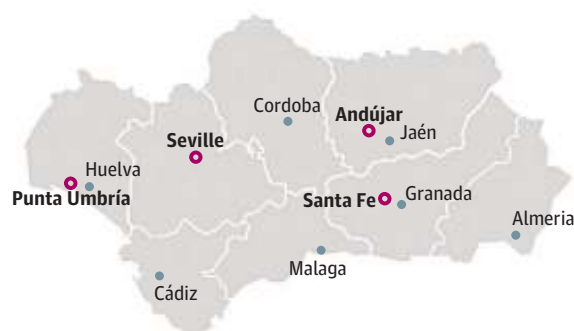 Cordoba
Andújar
Jaén
Seville
Huelva
Punta Umbría
Santa Fe
Granada
Almeria
Malaga
Cádiz